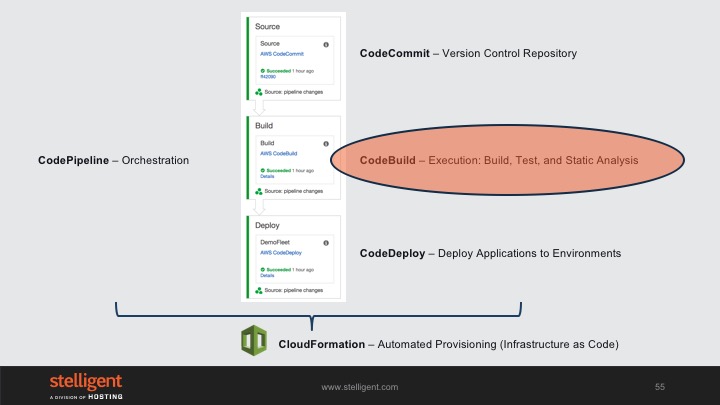 Source
Source
AWS CodeCommit
Succeeded 1 hour ago
f4d2090
Source: pipeline changes
CodeCommit – Version Control Repository
Build
Build
AWS CodeBuild
Succeeded 1 hour ago
Details
Source: pipeline changes
CodePipeline – Orchestration
CodeBuild – Execution: Build, Test, and Static Analysis
Deploy
DemoFleet
AWS CodeDeploy
Succeeded 1 hour ago
Details
Source: pipeline changes
CodeDeploy – Deploy Applications to Environments
CloudFormation – Automated Provisioning (Infrastructure as Code)
stelligent
A DIVISION OF HOSTING
www.stelligent.com
55